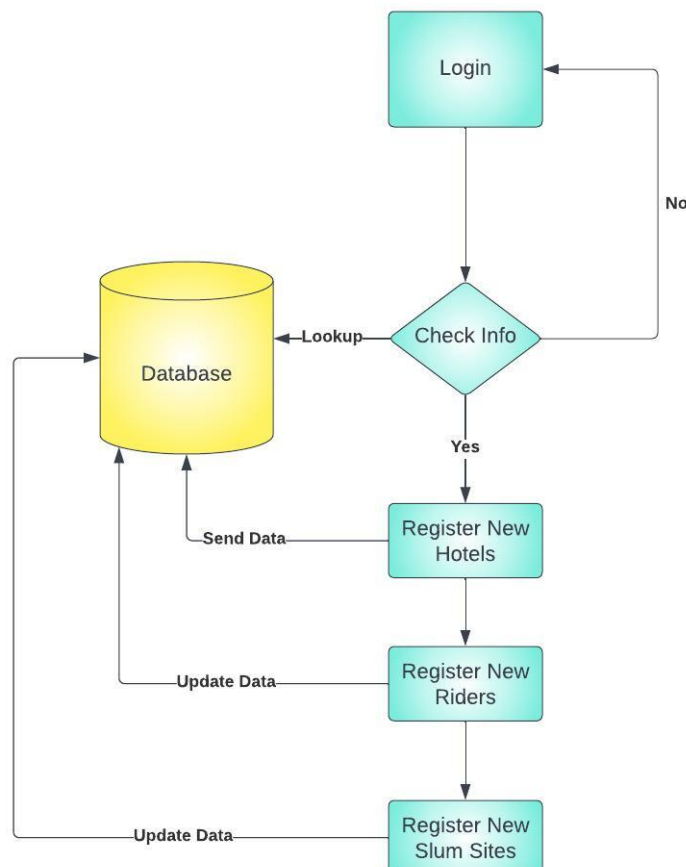 Login
No
Lookup
Check Info
Database
Yes
Register New
Hotels
Send Data
Register New
Riders
Update Data
Register New
Slum Sites
Update Data